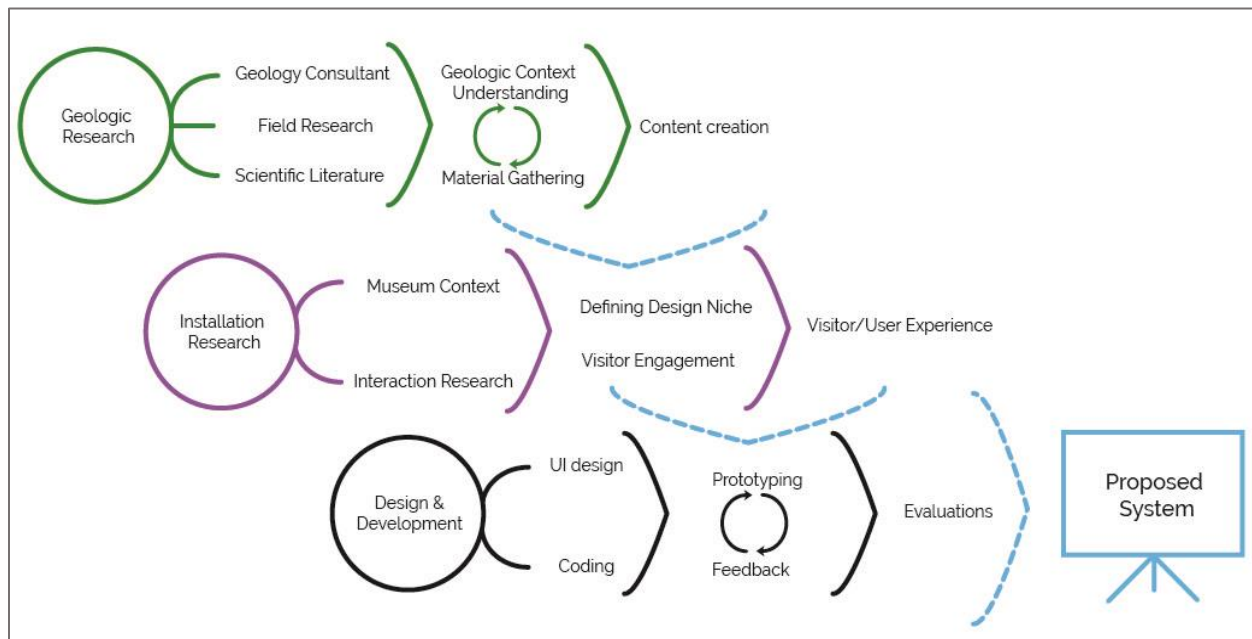 Geologic
Research
Geology Consultant
Field Research
Scientific Literature
Geologic Context
Understanding
Material Gathering
Content creation
Installation
Research
Museum Context
Interaction Research
Defining Design Niche
Visitor Engagement
Visitor/User Experience
Design &
Development
UI design
Coding
Prototyping
Feedback
Evaluations
Proposed
System